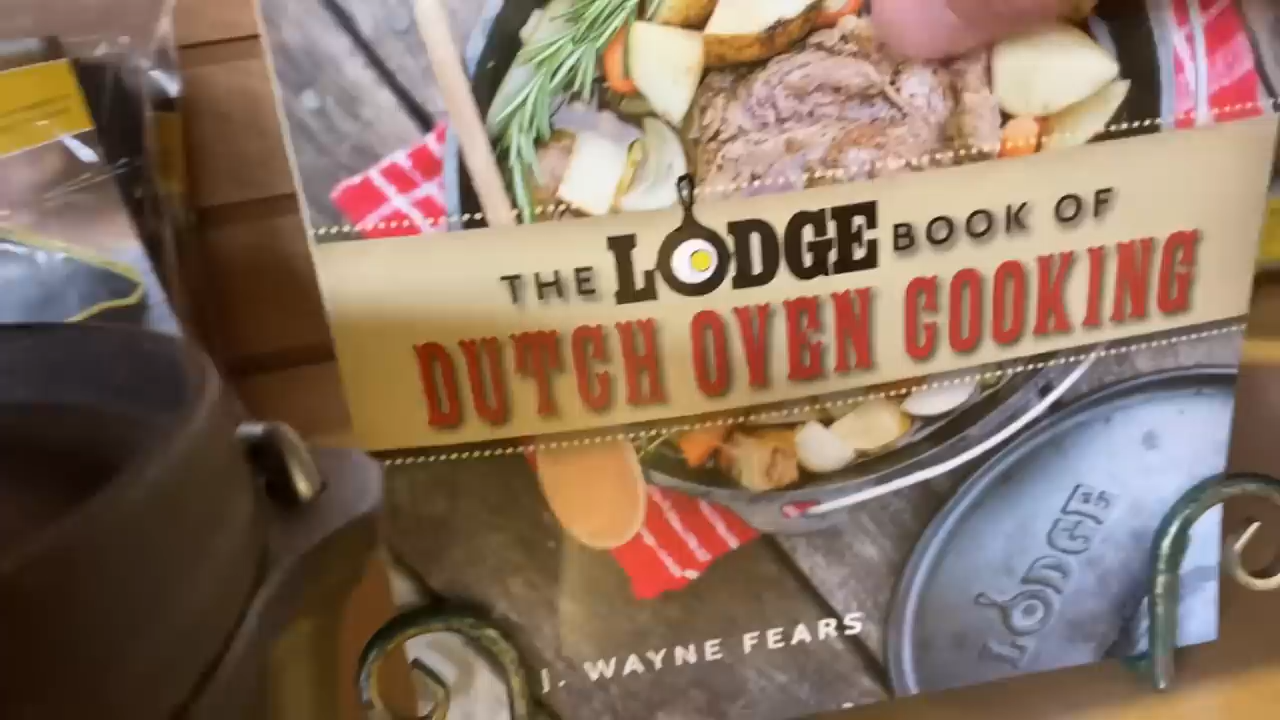 THE LODGE BOOK OF
DUTCH OVEN COOKING
LODGE
J. WAYNE FEARS